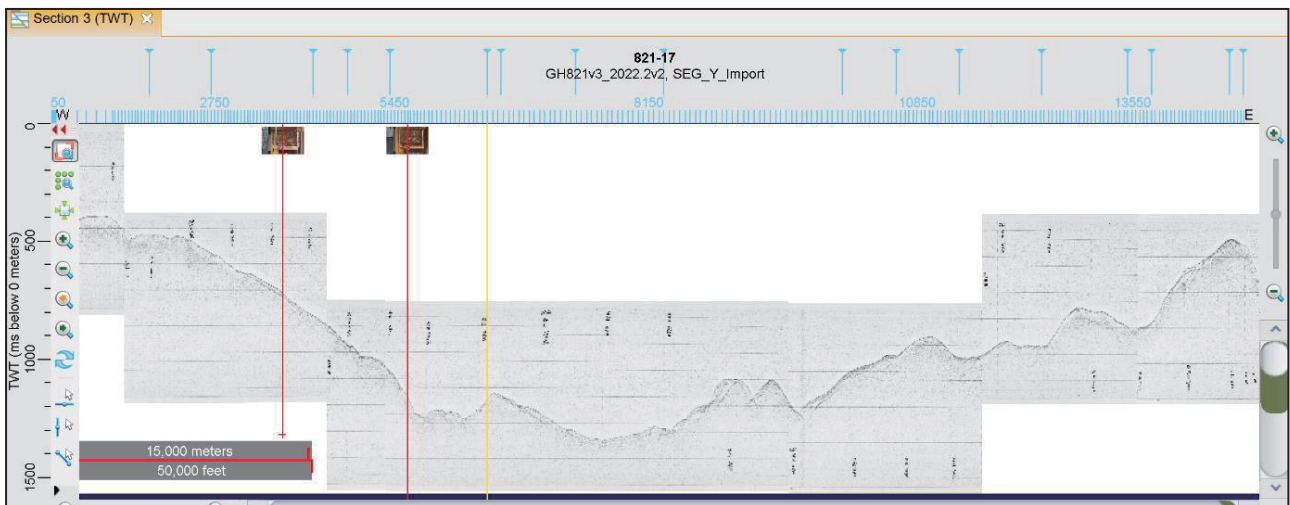 Section 3 (TWT)
821-17
GH821v3_2022.2v2, SEG_Y_Import
50
2750
5450
8150
10850
13550
W
E
TWT (ms below 0 meters)
0
500
1000
1500
15,000 meters
50,000 feet